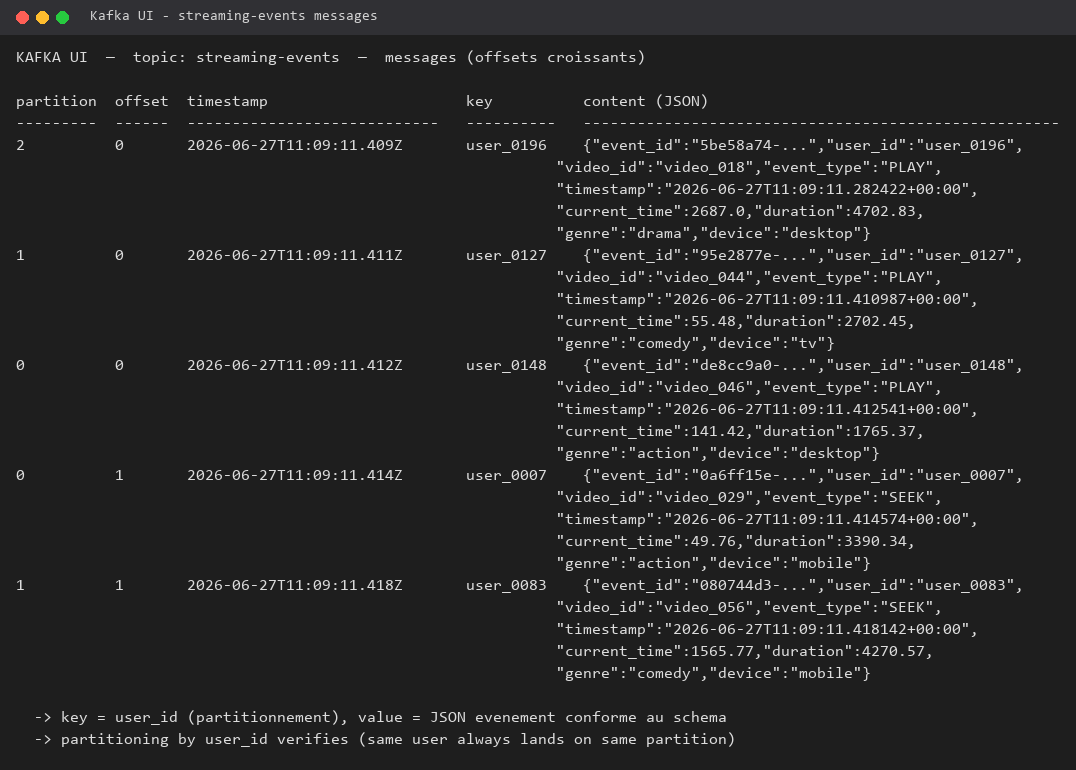 Kafka UI - streaming-events messages
KAFKA UI — topic: streaming-events — messages (offsets croissants)
partition offset timestamp key content (JSON)
--------- ------ ---------------------------- ---------- -----------------------------------------------------
2 0 2026-06-27T11:09:11.409Z user_0196 {"event_id":"5be58a74-...","user_id":"user_0196",
"video_id":"video_018","event_type":"PLAY",
"timestamp":"2026-06-27T11:09:11.282422+00:00",
"current_time":2687.0,"duration":4702.83,
"genre":"drama","device":"desktop"}
1 0 2026-06-27T11:09:11.411Z user_0127 {"event_id":"95e2877e-...","user_id":"user_0127",
"video_id":"video_044","event_type":"PLAY",
"timestamp":"2026-06-27T11:09:11.410987+00:00",
"current_time":55.48,"duration":2702.45,
"genre":"comedy","device":"tv"}
0 0 2026-06-27T11:09:11.412Z user_0148 {"event_id":"de8cc9a0-...","user_id":"user_0148",
"video_id":"video_046","event_type":"PLAY",
"timestamp":"2026-06-27T11:09:11.412541+00:00",
"current_time":141.42,"duration":1765.37,
"genre":"action","device":"desktop"}
0 1 2026-06-27T11:09:11.414Z user_0007 {"event_id":"0a6ff15e-...","user_id":"user_0007",
"video_id":"video_029","event_type":"SEEK",
"timestamp":"2026-06-27T11:09:11.414574+00:00",
"current_time":49.76,"duration":3390.34,
"genre":"action","device":"mobile"}
1 1 2026-06-27T11:09:11.418Z user_0083 {"event_id":"080744d3-...","user_id":"user_0083",
"video_id":"video_056","event_type":"SEEK",
"timestamp":"2026-06-27T11:09:11.418142+00:00",
"current_time":1565.77,"duration":4270.57,
"genre":"comedy","device":"mobile"}
-> key = user_id (partitionnement), value = JSON evenement conforme au schema
-> partitioning by user_id verifies (same user always lands on same partition)